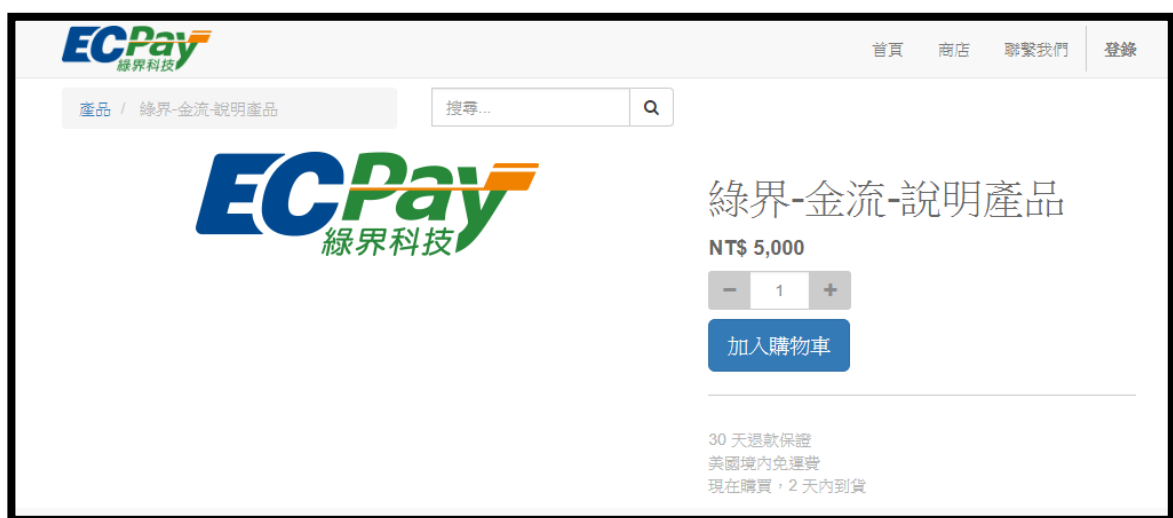 ECPay
綠界科技
首頁 商店 聯繫我們 登錄
產品 / 綠界-金流-說明產品
搜尋...
ECPay
綠界科技
綠界-金流-說明產品
NT$ 5,000
− 1 +
加入購物車
30 天退款保證
美國境內免運費
現在購買，2 天內到貨